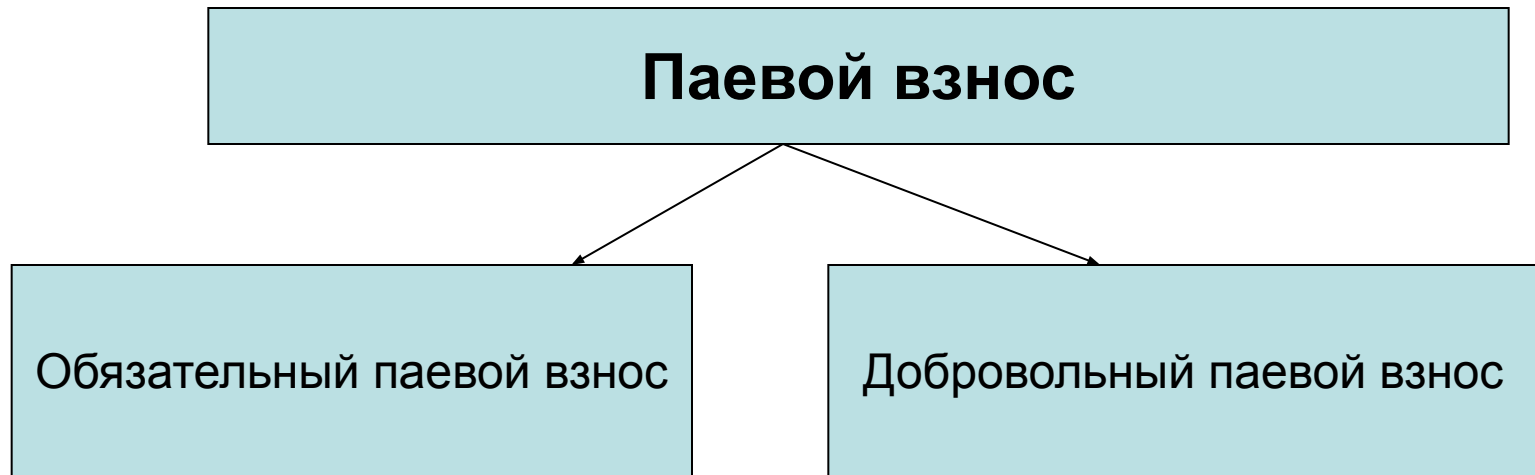 Паевой взнос
Обязательный паевой взнос
Добровольный паевой взнос